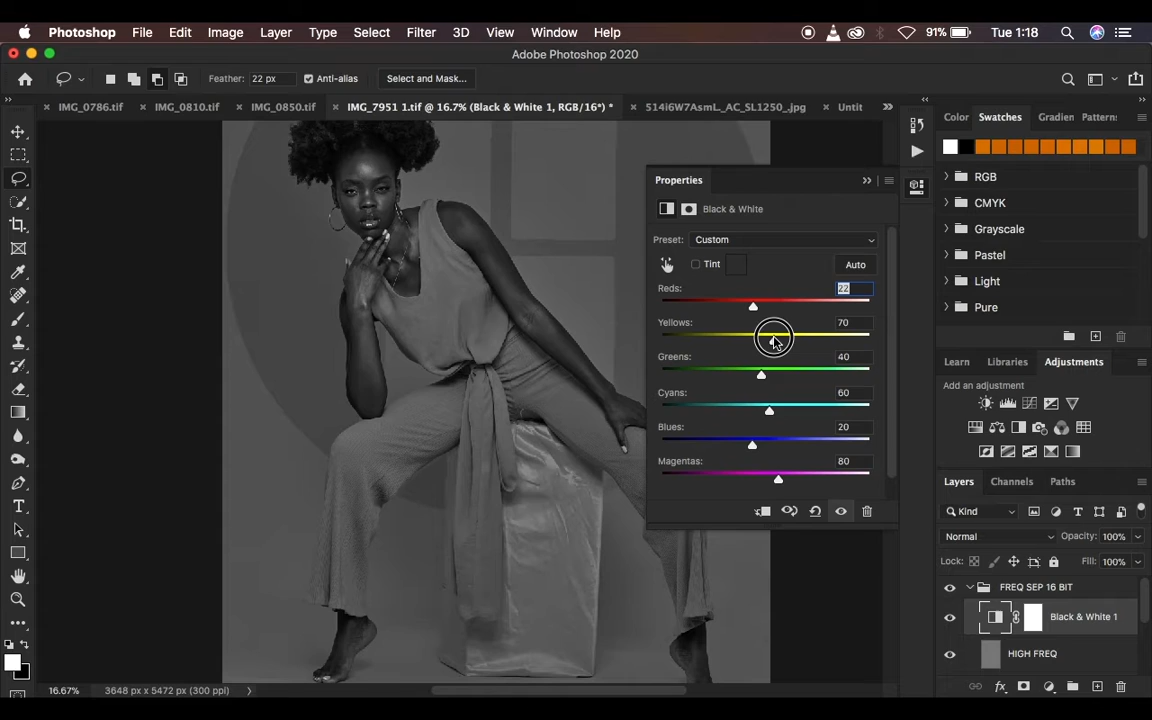 Photoshop File Edit Image Layer Type Select Filter 3D View Window Help 91% Tue 1:18
Adobe Photoshop 2020
Feather: 22 px Anti-alias Select and Mask...
× IMG_0786.tif × IMG_0810.tif × IMG_0850.tif × IMG_7951 1.tif @ 16.7% (Black & White 1, RGB/16*) * × 514i6W7AsmL_AC_SL1250_.jpg × Untit
Color Swatches Gradien Pattern:
RGB
CMYK
Grayscale
Pastel
Light
Pure
Properties
Black & White
Preset: Custom
Tint Auto
Reds: 22
Yellows: 70
Greens: 40
Cyans: 60
Blues: 20
Magentas: 80
Learn Libraries Adjustments
Add an adjustment
Layers Channels Paths
Kind
Normal Opacity: 100%
Lock: Fill: 100%
FREQ SEP 16 BIT
Black & White 1
HIGH FREQ
16.67% 3648 px x 5472 px (300 ppi)